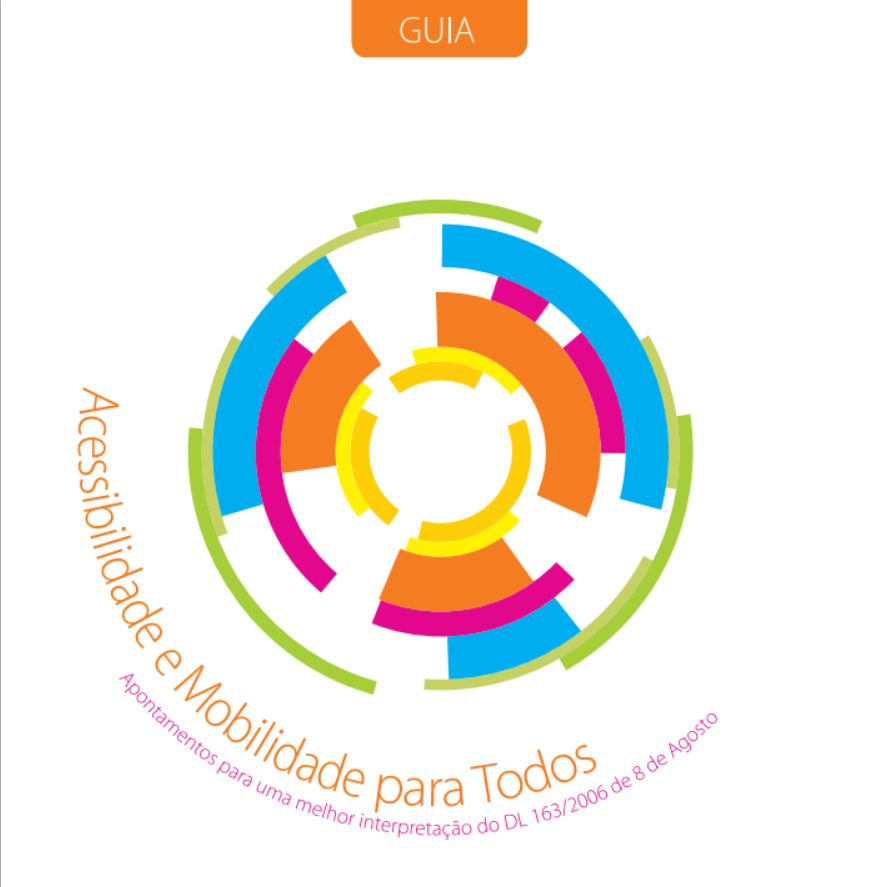 GUIA
Acessibilidade e Mobilidade para Todos
Apontamentos para uma melhor interpretação do DL 163/2006 de 8 de Agosto